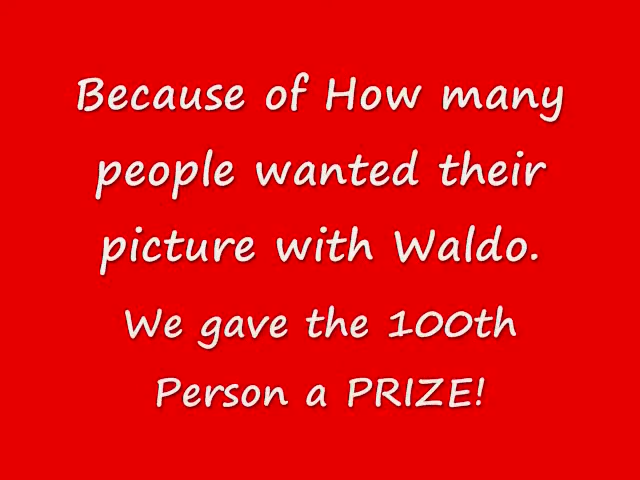 Because of How many
people wanted their
picture with Waldo.
We gave the 100th
Person a PRIZE!